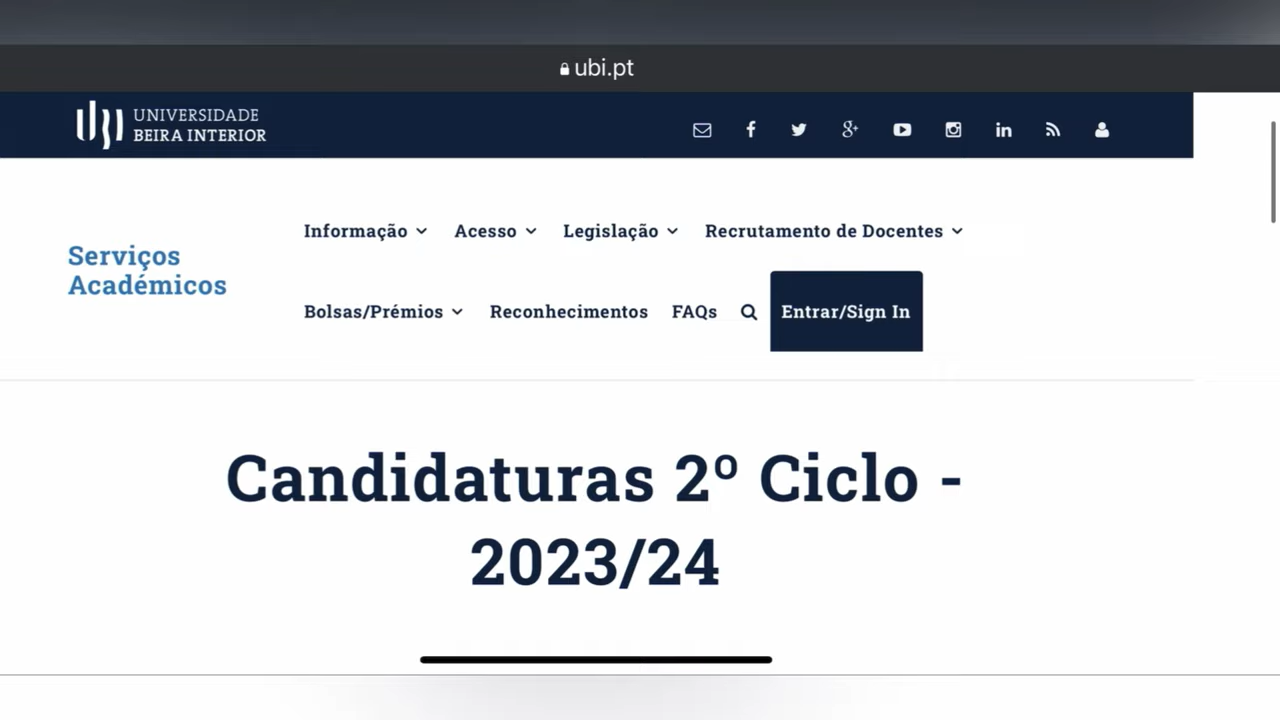 ubi.pt
UNIVERSIDADE
BEIRA INTERIOR
Serviços
Académicos
Informação
Acesso
Legislação
Recrutamento de Docentes
Bolsas/Prémios
Reconhecimentos
FAQs
Entrar/Sign In
Candidaturas 2º Ciclo -
2023/24